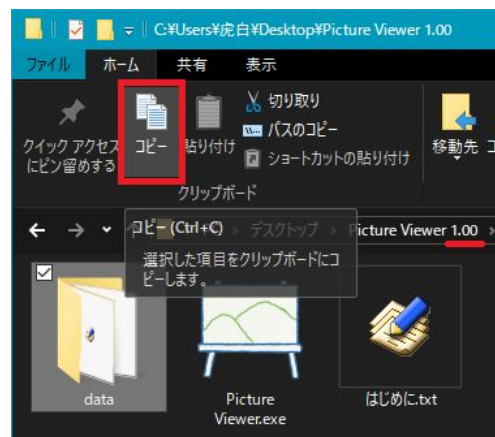 C:¥Users¥虎白¥Desktop¥Picture Viewer 1.00
ファイル ホーム 共有 表示
クイック アクセス
にピン留めする
コピー
貼り付け
切り取り
パスのコピー
ショートカットの貼り付け
移動先
クリップボード
デスクトップ › Picture Viewer 1.00 ›
コピー (Ctrl+C)
選択した項目をクリップボードにコ
ピーします。
data
Picture
Viewer.exe
はじめに.txt